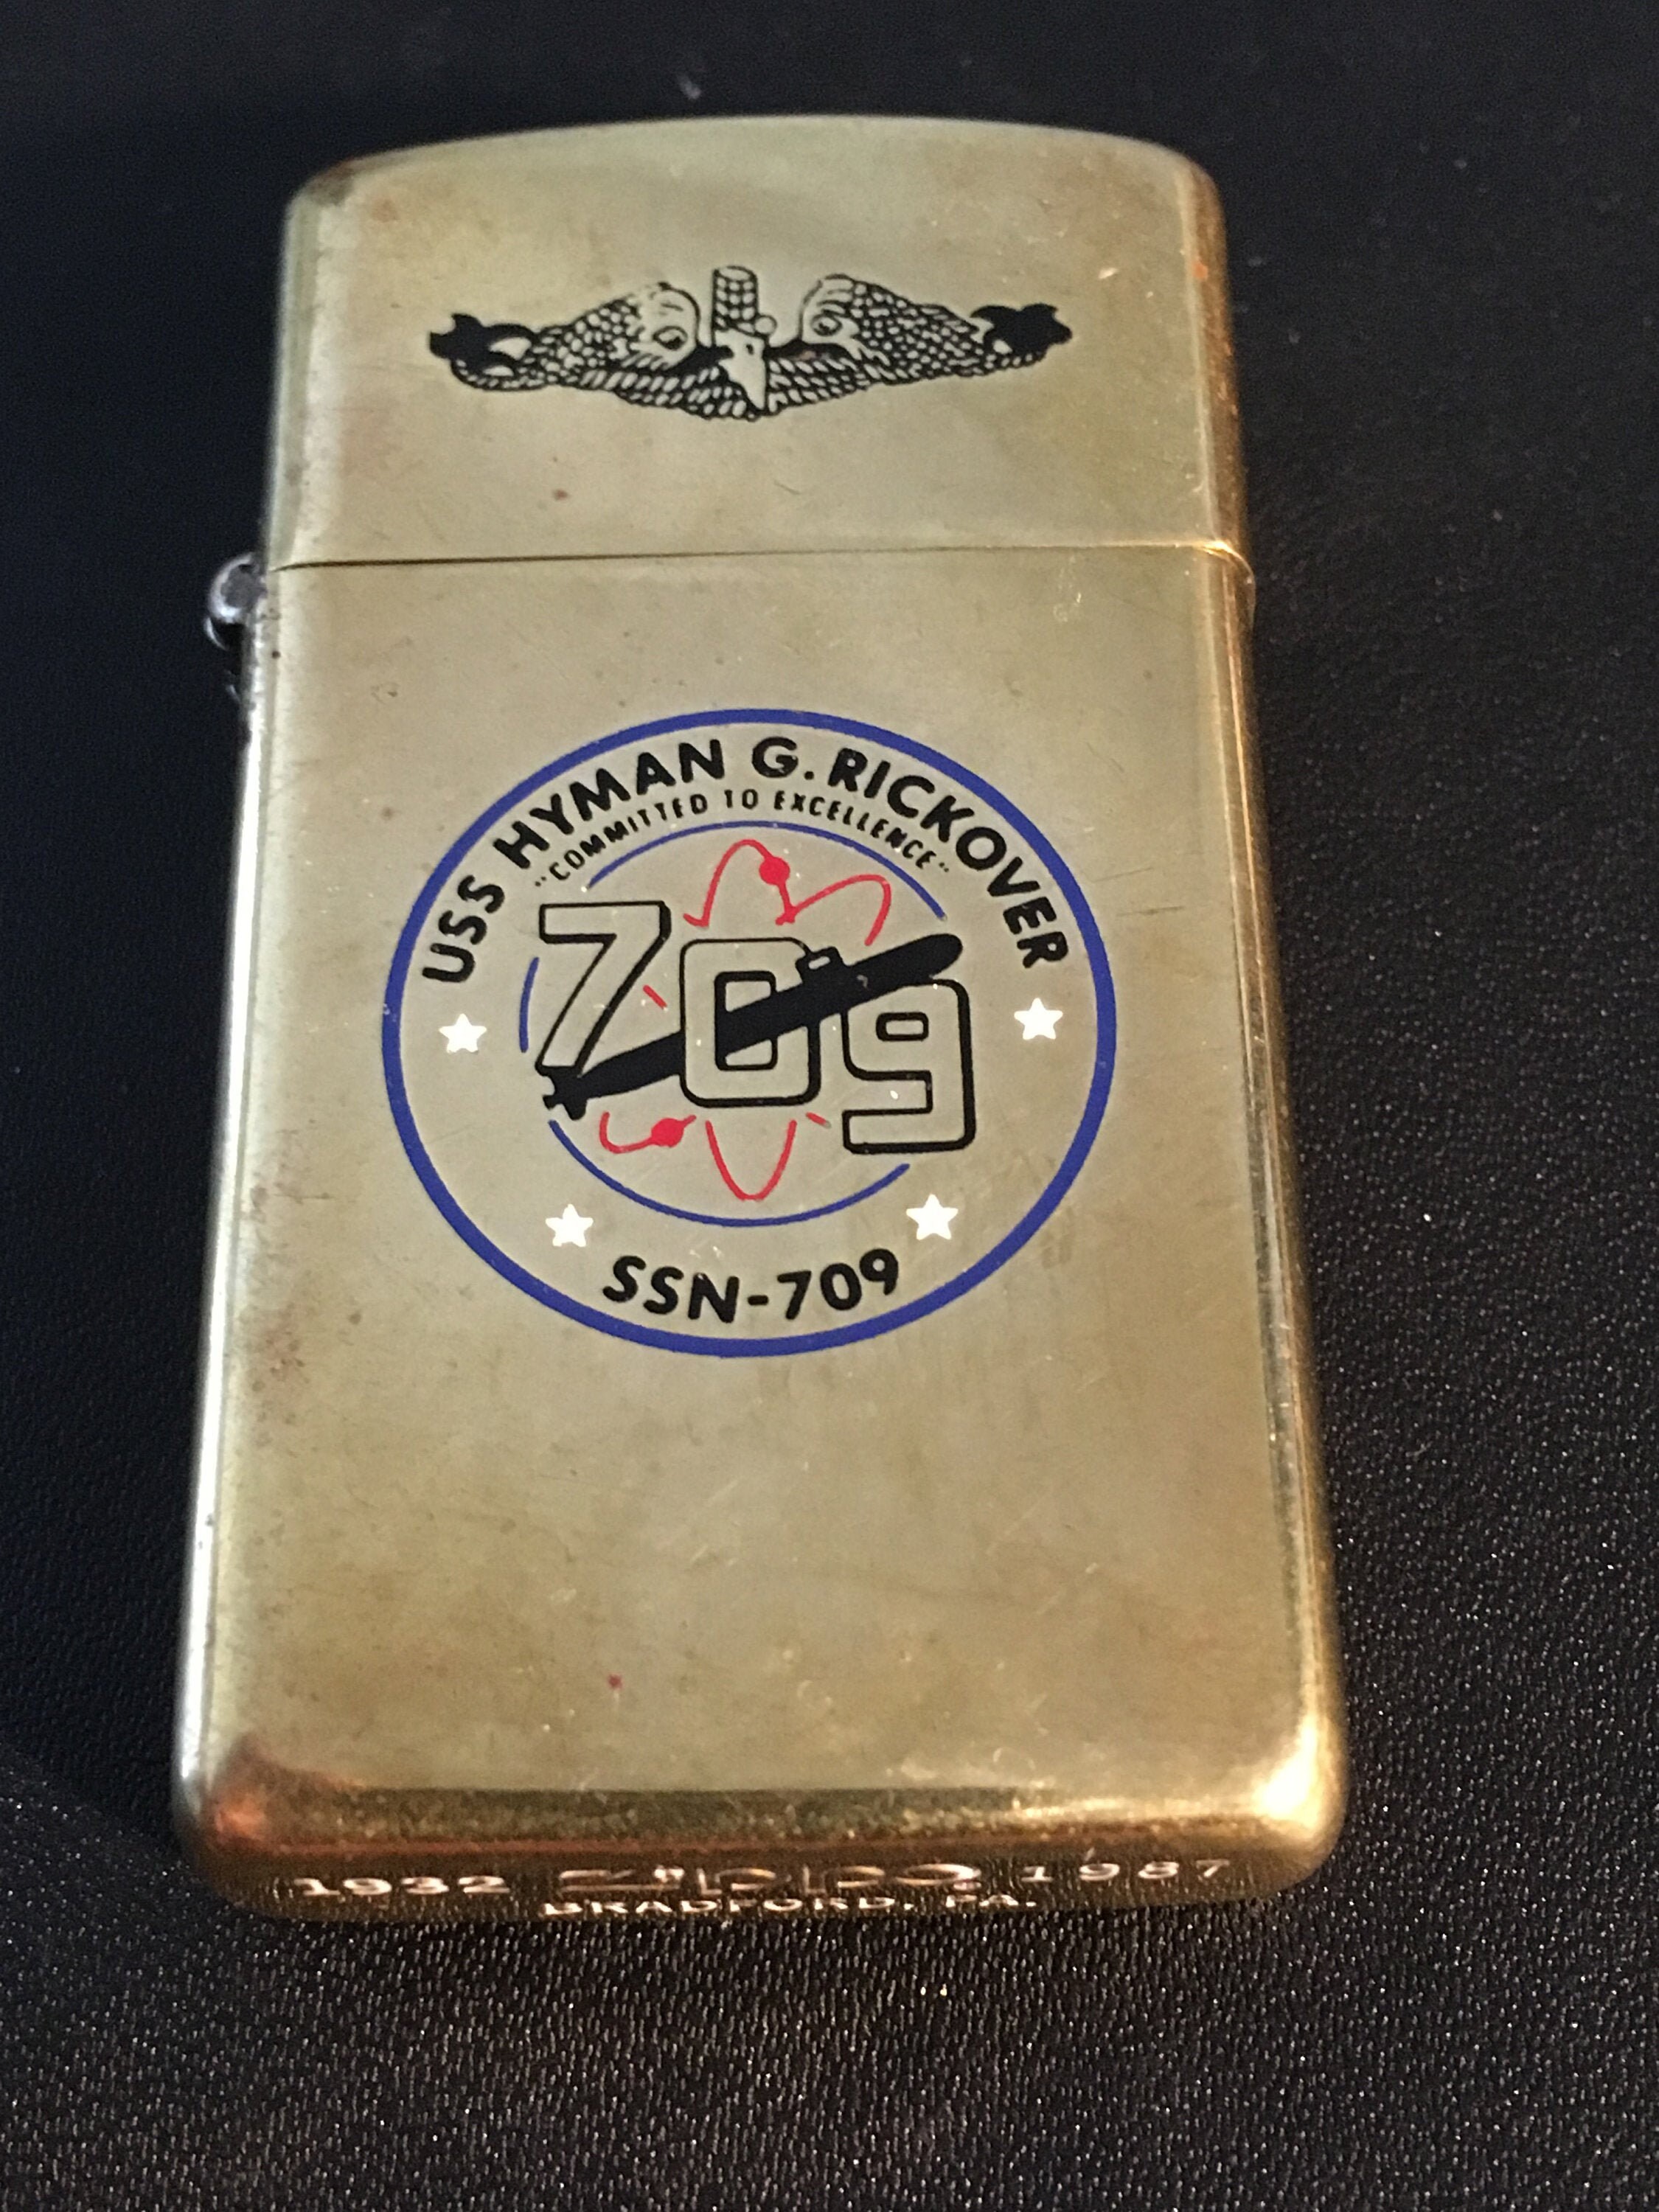 USS HYMAN G. RICKOVER
"COMMITTED TO EXCELLENCE"
709
SSN-709
1932 Zippo 1987
BRADFORD, PA.